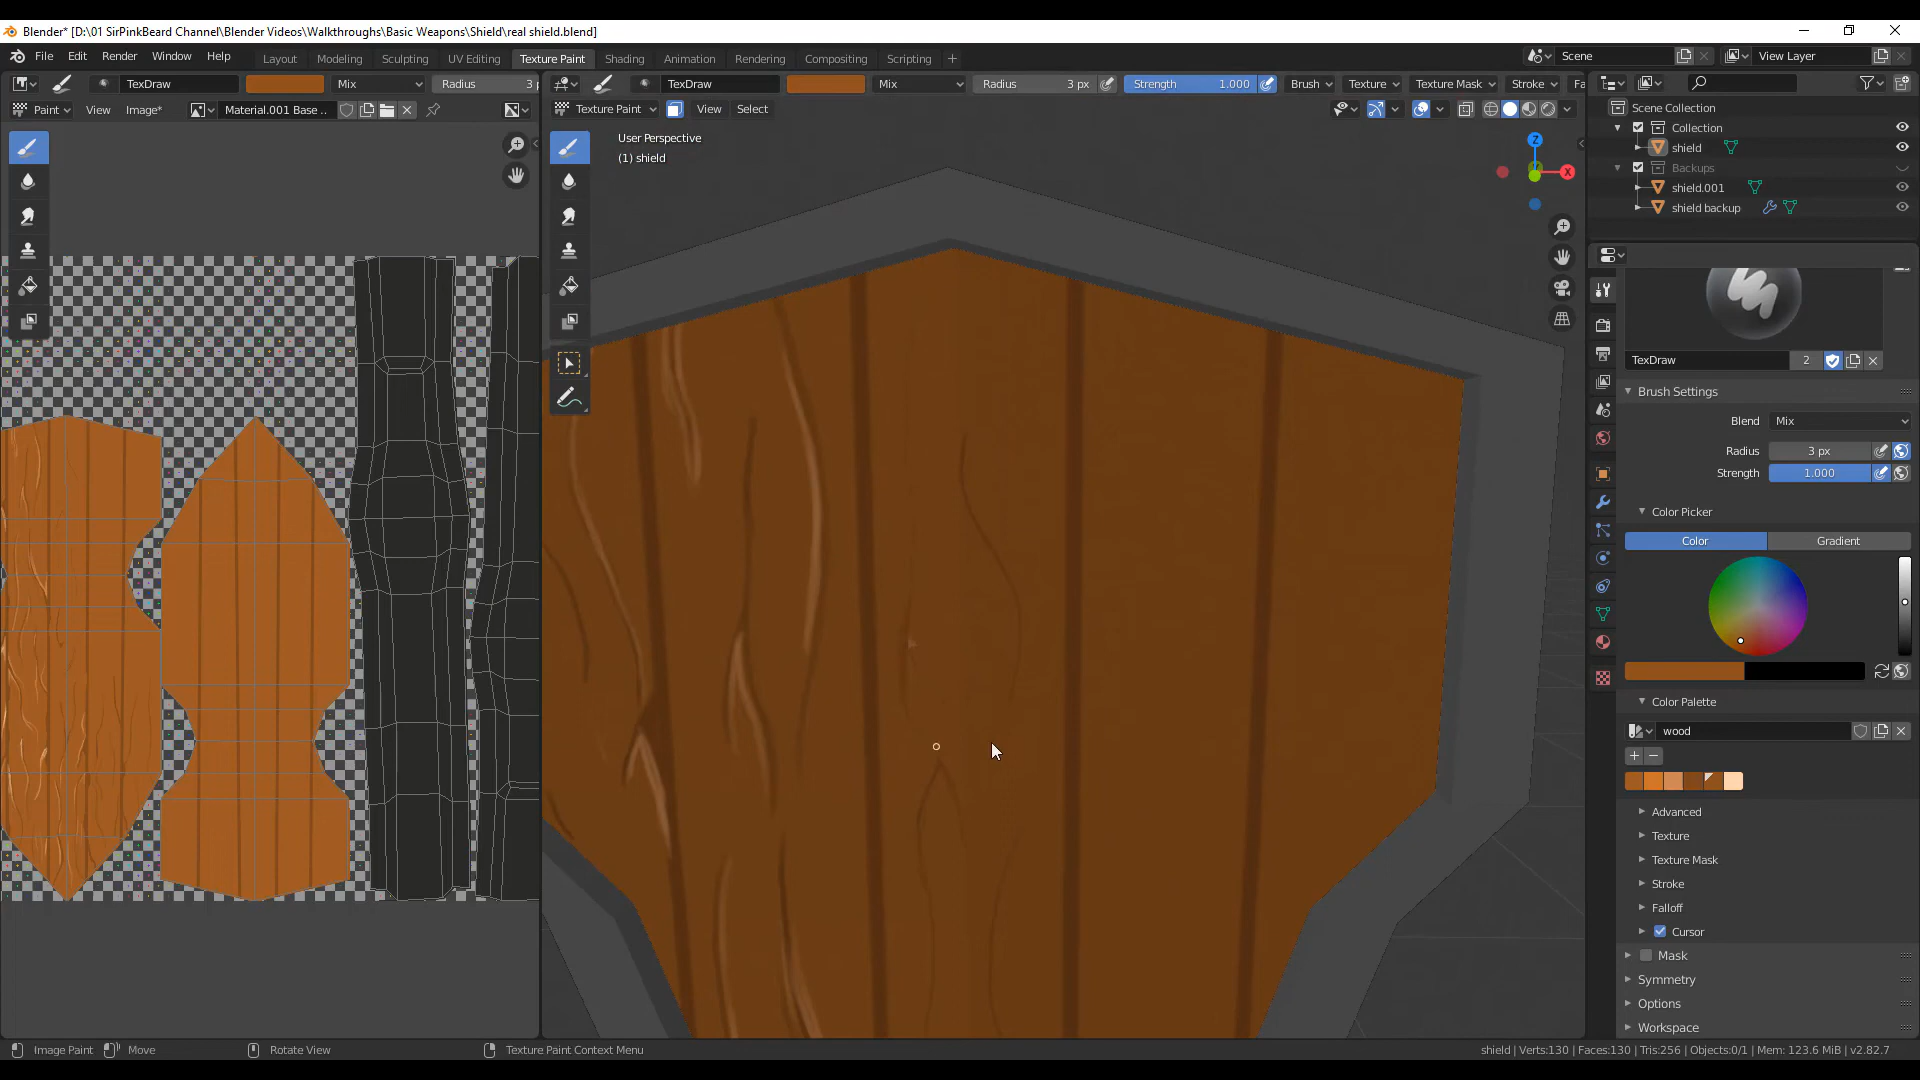 Blender* [D:\01 SirPinkBeard Channel\Blender Videos\Walkthroughs\Basic Weapons\Shield\real shield.blend]
File Edit Render Window Help Layout Modeling Sculpting UV Editing Texture Paint Shading Animation Rendering Compositing Scripting + Scene View Layer
TexDraw Mix Radius 3 p TexDraw Mix Radius 3 px Strength 1.000 Brush Texture Texture Mask Stroke Fa
Paint View Image* Material.001 Base .. Texture Paint View Select
User Perspective
(1) shield
Z
X
Scene Collection
Collection
shield
Backups
shield.001
shield backup
TexDraw 2
Brush Settings
Blend Mix
Radius 3 px
Strength 1.000
Color Picker
Color Gradient
Color Palette
wood
Advanced
Texture
Texture Mask
Stroke
Falloff
Cursor
Mask
Symmetry
Options
Workspace
Image Paint Move Rotate View Texture Paint Context Menu shield | Verts:130 | Faces:130 | Tris:256 | Objects:0/1 | Mem: 123.6 MiB | v2.82.7